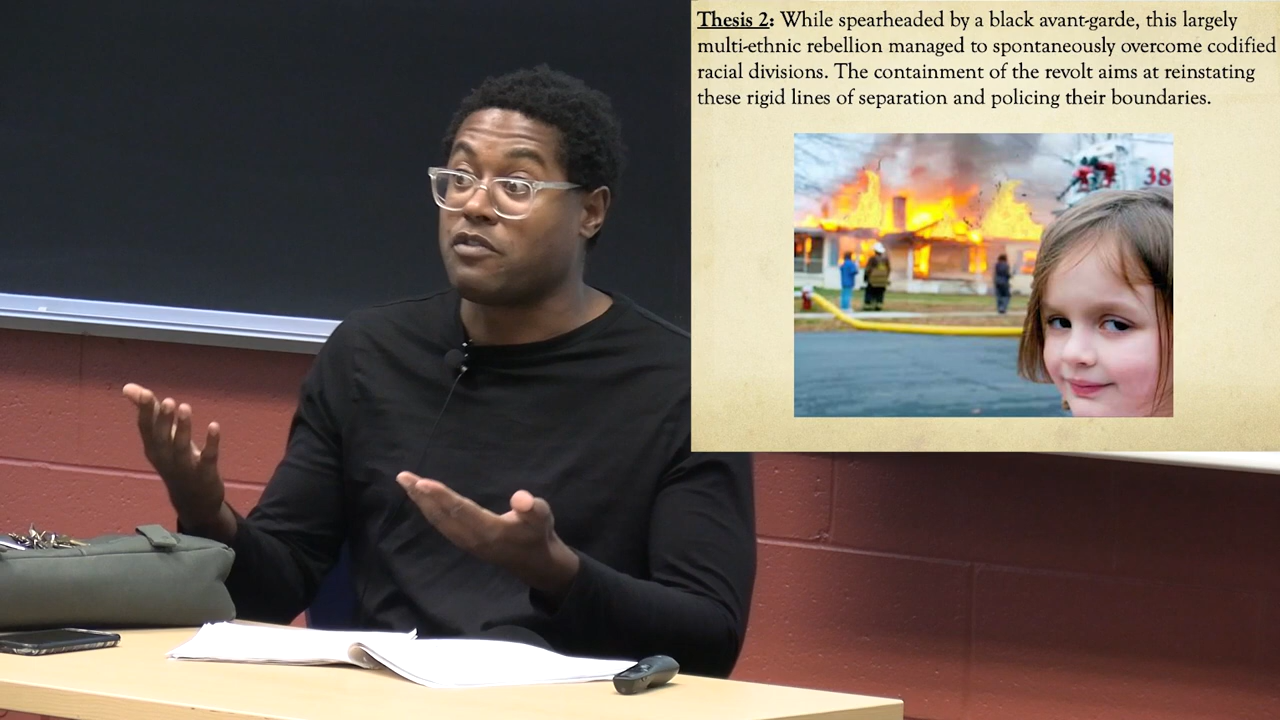 Thesis 2: While spearheaded by a black avant-garde, this largely
multi-ethnic rebellion managed to spontaneously overcome codified
racial divisions. The containment of the revolt aims at reinstating
these rigid lines of separation and policing their boundaries.
38